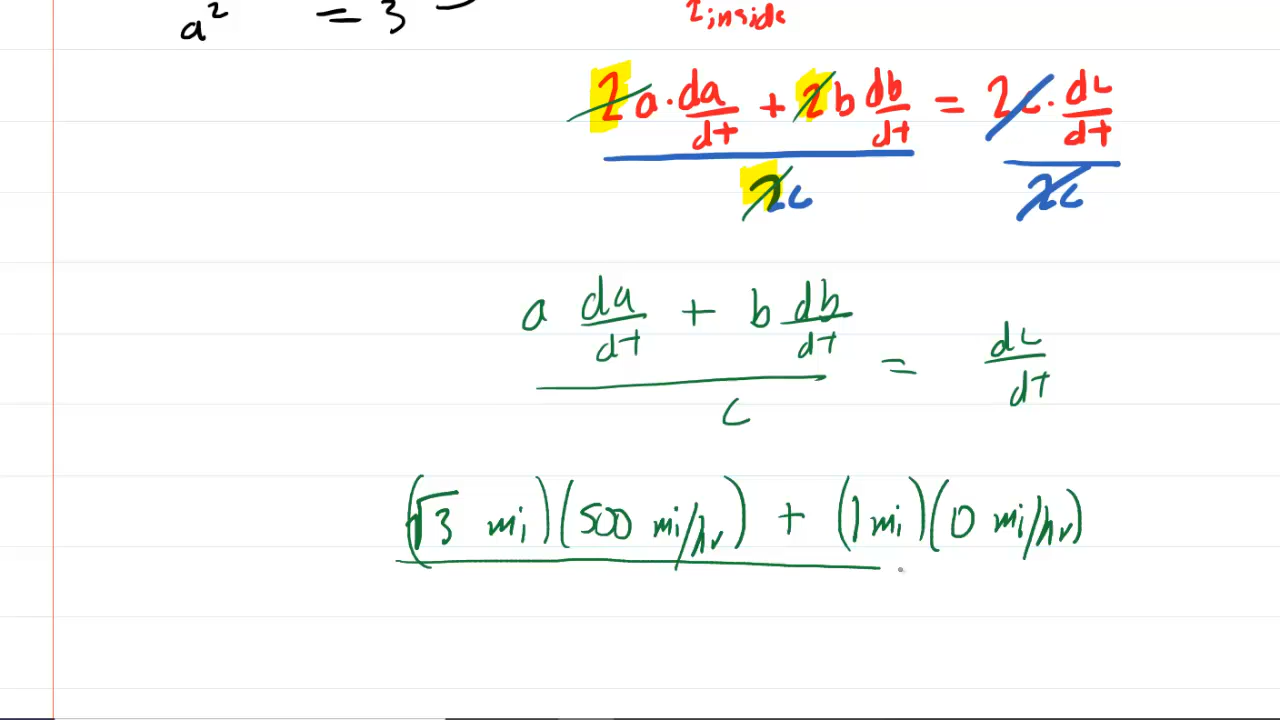 a² = 3
2 inside
2a · da/dt + 2b db/dt = 2c · dc/dt
2c 2c
a da/dt + b db/dt = dc/dt
c
(√3 mi)(500 mi/hr) + (1 mi)(0 mi/hr)